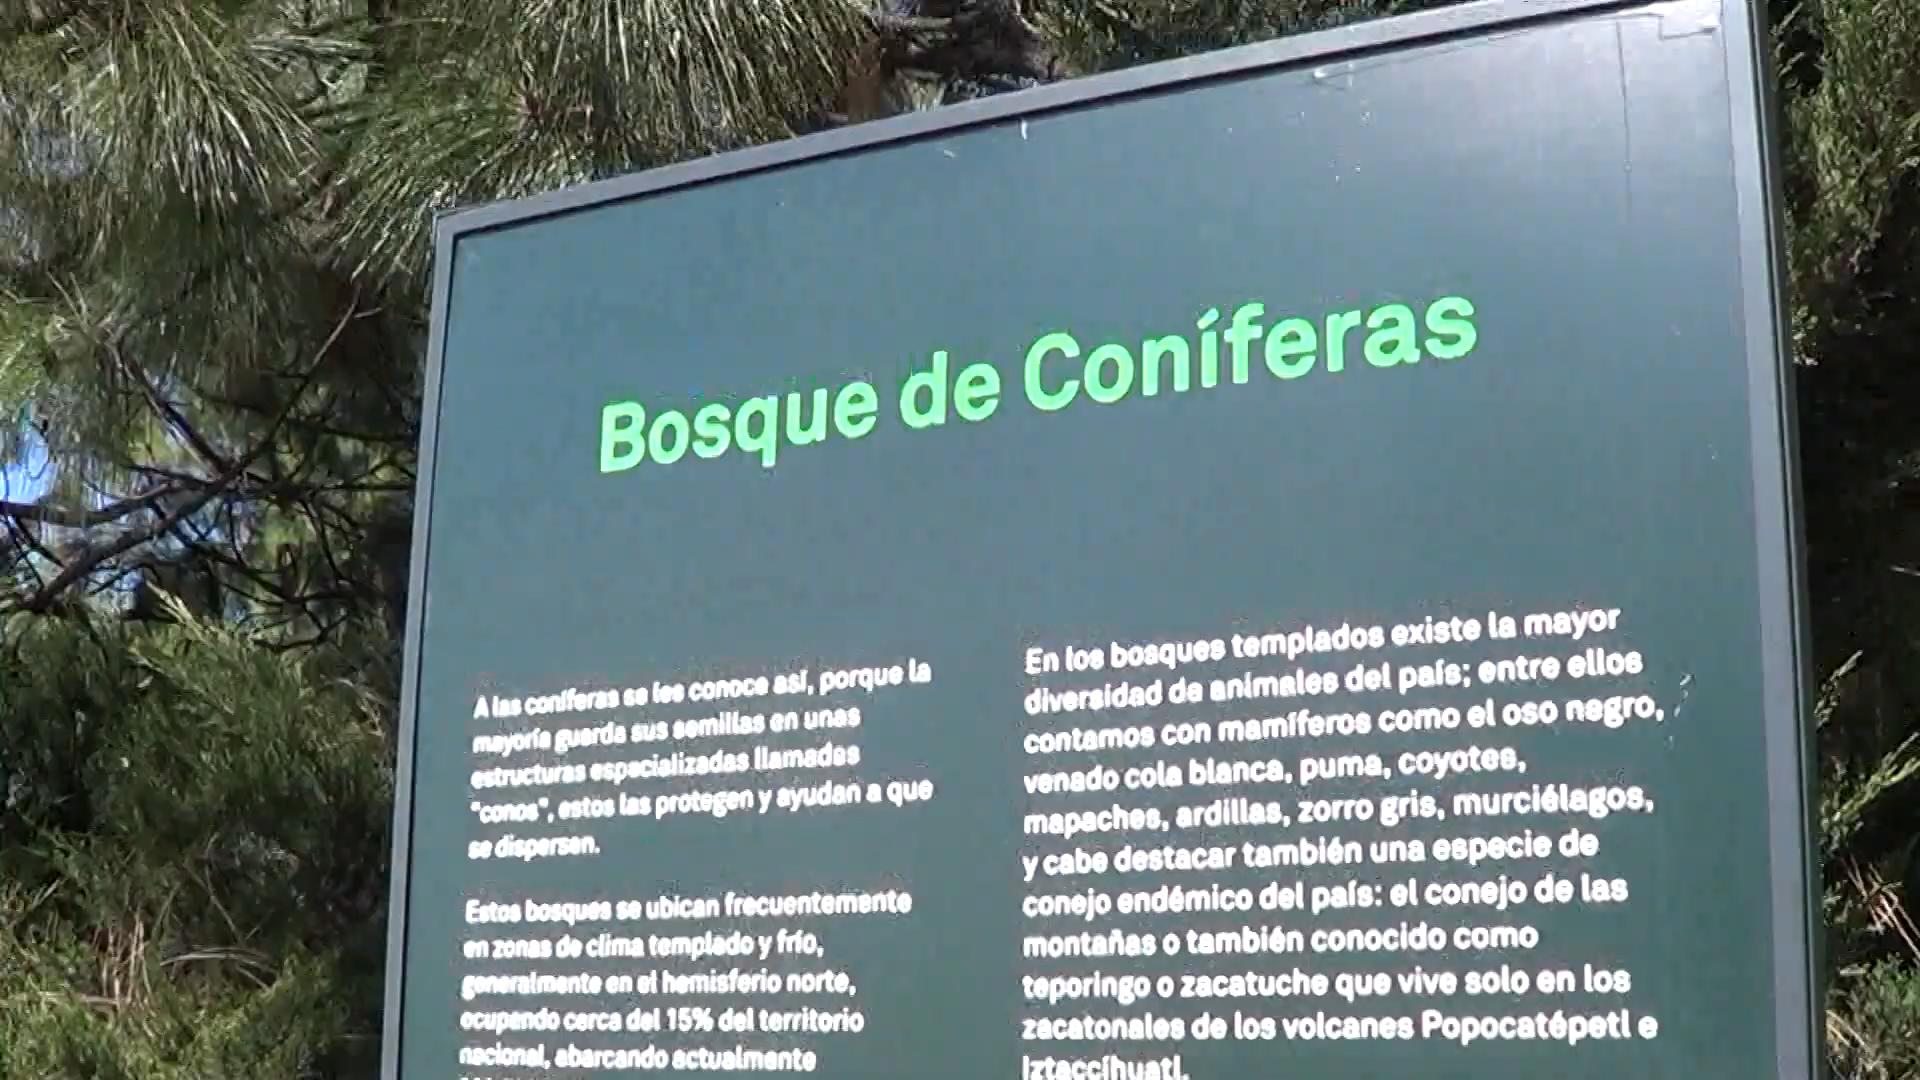 Bosque de Coníferas
A las coníferas se les conoce así, porque la
mayoría guarda sus semillas en unas
estructuras especializadas llamadas
"conos", estos las protegen y ayudan a que
se dispersen.
Estos bosques se ubican frecuentemente
en zonas de clima templado y frío,
generalmente en el hemisferio norte,
ocupando cerca del 15% del territorio
nacional, abarcando actualmente
En los bosques templados existe la mayor
diversidad de animales del país; entre ellos
contamos con mamíferos como el oso negro,
venado cola blanca, puma, coyotes,
mapaches, ardillas, zorro gris, murciélagos,
y cabe destacar también una especie de
conejo endémico del país: el conejo de las
montañas o también conocido como
teporingo o zacatuche que vive solo en los
zacatonales de los volcanes Popocatépetl e
Iztaccíhuatl.